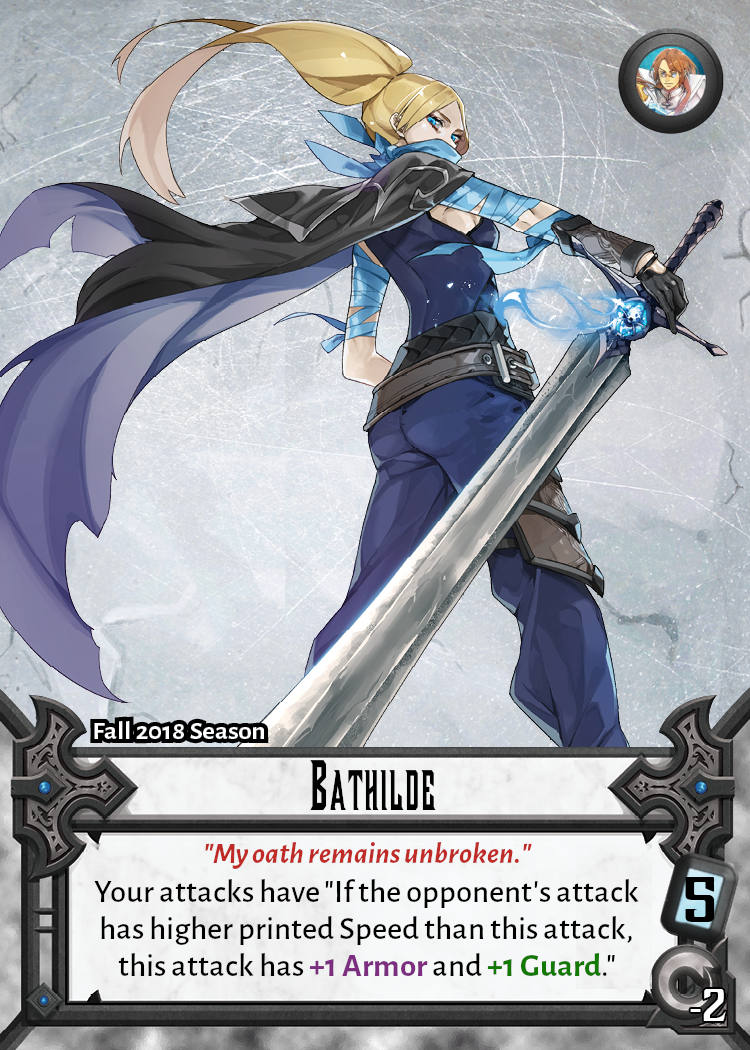 Fall 2018 Season
Bathilde
"My oath remains unbroken."
Your attacks have "If the opponent's attack
has higher printed Speed than this attack,
this attack has +1 Armor and +1 Guard."
5
-2